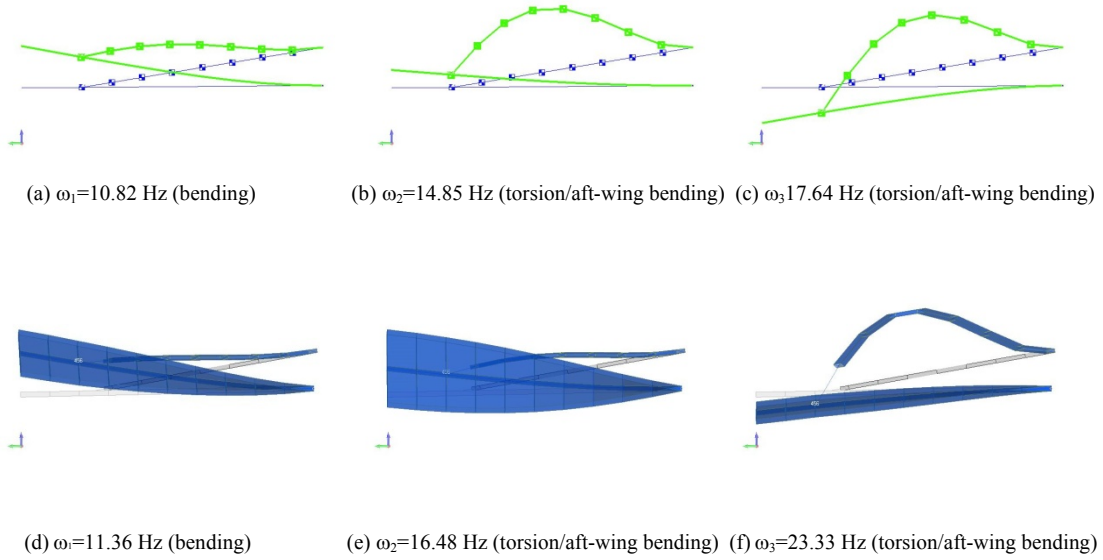 (a) ω₁=10.82 Hz (bending)
(b) ω₂=14.85 Hz (torsion/aft-wing bending)
(c) ω₃17.64 Hz (torsion/aft-wing bending)
(d) ω₁=11.36 Hz (bending)
(e) ω₂=16.48 Hz (torsion/aft-wing bending)
(f) ω₃=23.33 Hz (torsion/aft-wing bending)